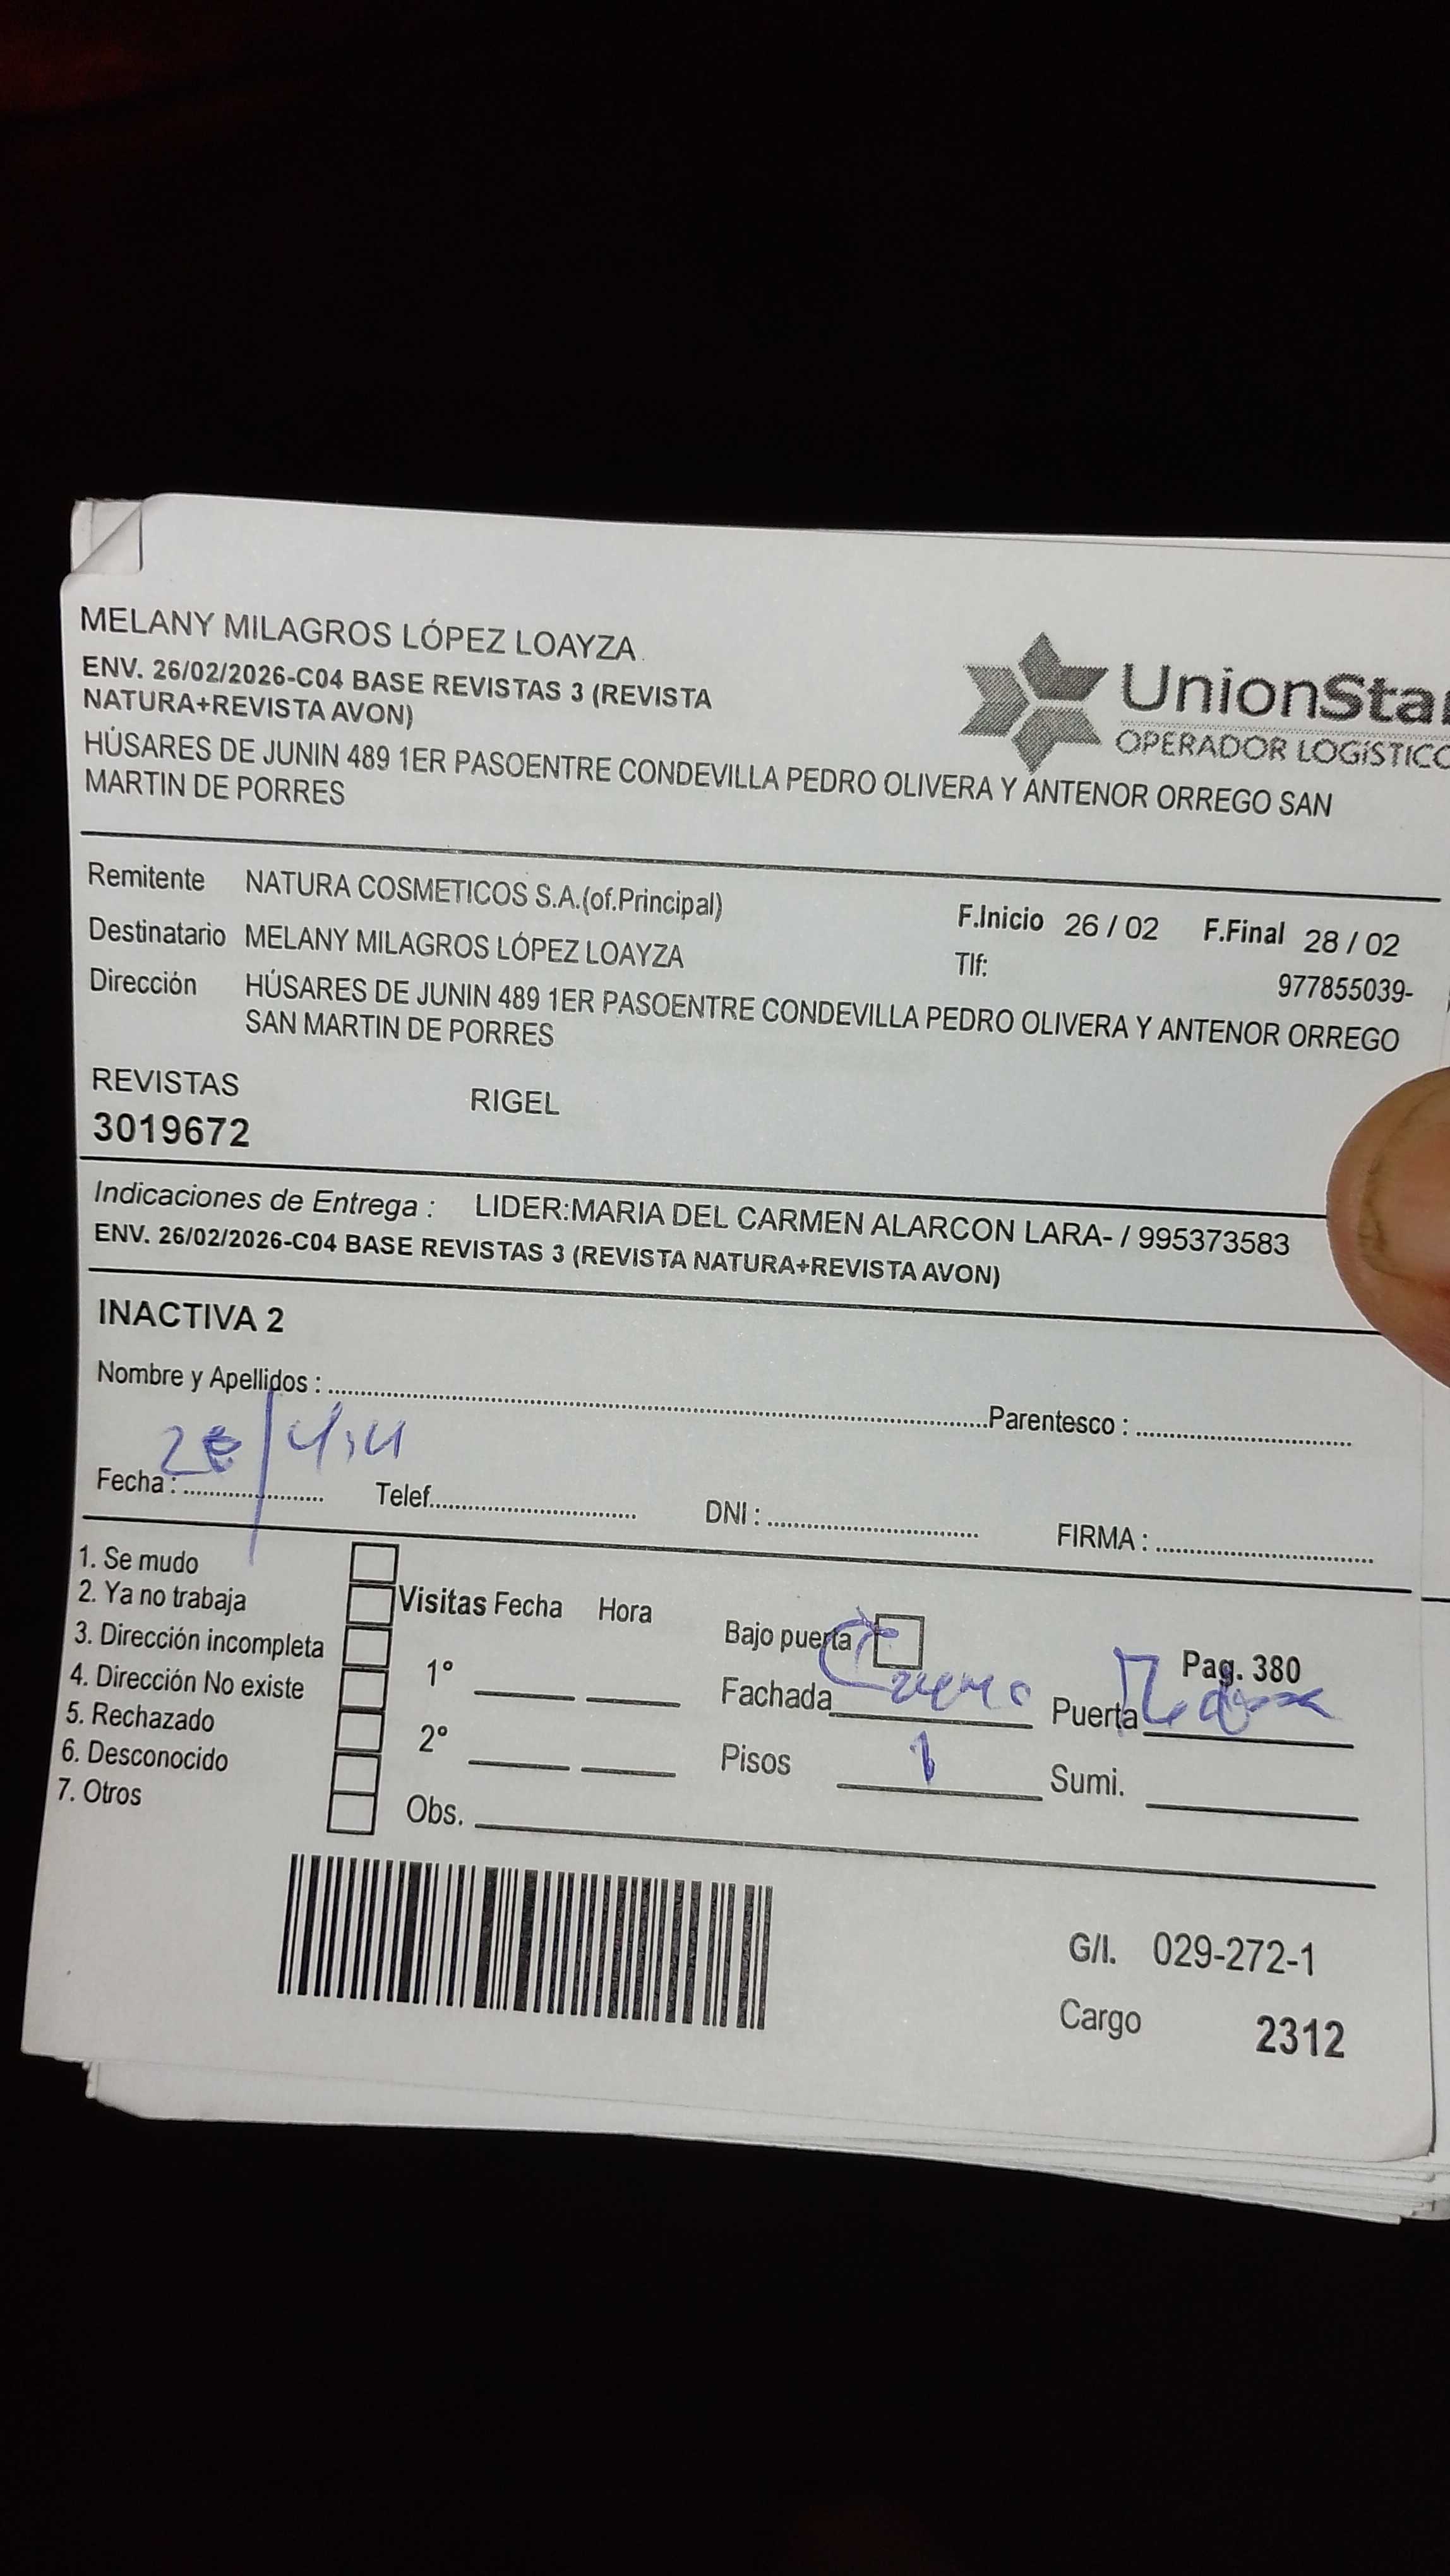 MELANY MILAGROS LÓPEZ LOAYZA
ENV. 26/02/2026-C04 BASE REVISTAS 3 (REVISTA
NATURA+REVISTA AVON)
HÚSARES DE JUNIN 489 1ER PASOENTRE CONDEVILLA PEDRO OLIVERA Y ANTENOR ORREGO SAN
MARTIN DE PORRES
UnionSta
OPERADOR LOGÍSTICO
Remitente NATURA COSMETICOS S.A.(of.Principal)
F.Inicio 26 / 02 F.Final 28 / 02
Destinatario MELANY MILAGROS LÓPEZ LOAYZA
Tlf: 977855039-
Dirección HÚSARES DE JUNIN 489 1ER PASOENTRE CONDEVILLA PEDRO OLIVERA Y ANTENOR ORREGO
SAN MARTIN DE PORRES
REVISTAS RIGEL
3019672
Indicaciones de Entrega : LIDER:MARIA DEL CARMEN ALARCON LARA- / 995373583
ENV. 26/02/2026-C04 BASE REVISTAS 3 (REVISTA NATURA+REVISTA AVON)
INACTIVA 2
Nombre y Apellidos : Parentesco :
Fecha : Telef. DNI : FIRMA :
1. Se mudo
2. Ya no trabaja
3. Dirección incompleta
4. Dirección No existe
5. Rechazado
6. Desconocido
7. Otros
Visitas Fecha Hora
1°
2°
Obs.
Bajo puerta
Pag. 380
Fachada Puerta
Pisos 1 Sumi.
G/I. 029-272-1
Cargo 2312